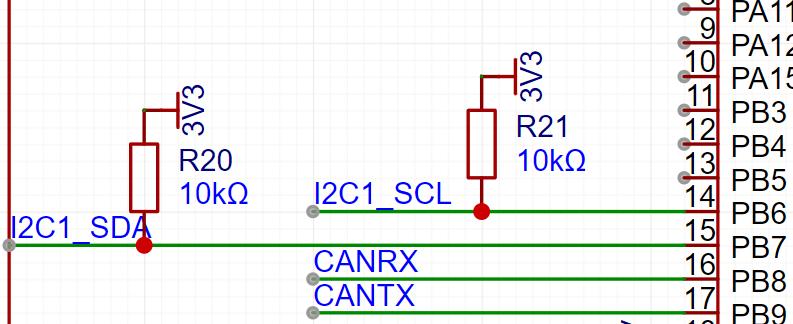 PA11
9
PA12
10
PA15
3V3
3V3
11
PB3
R20
10kΩ
R21
10kΩ
12
PB4
13
PB5
I2C1_SCL
14
PB6
I2C1_SDA
15
PB7
CANRX
16
PB8
CANTX
17
PB9